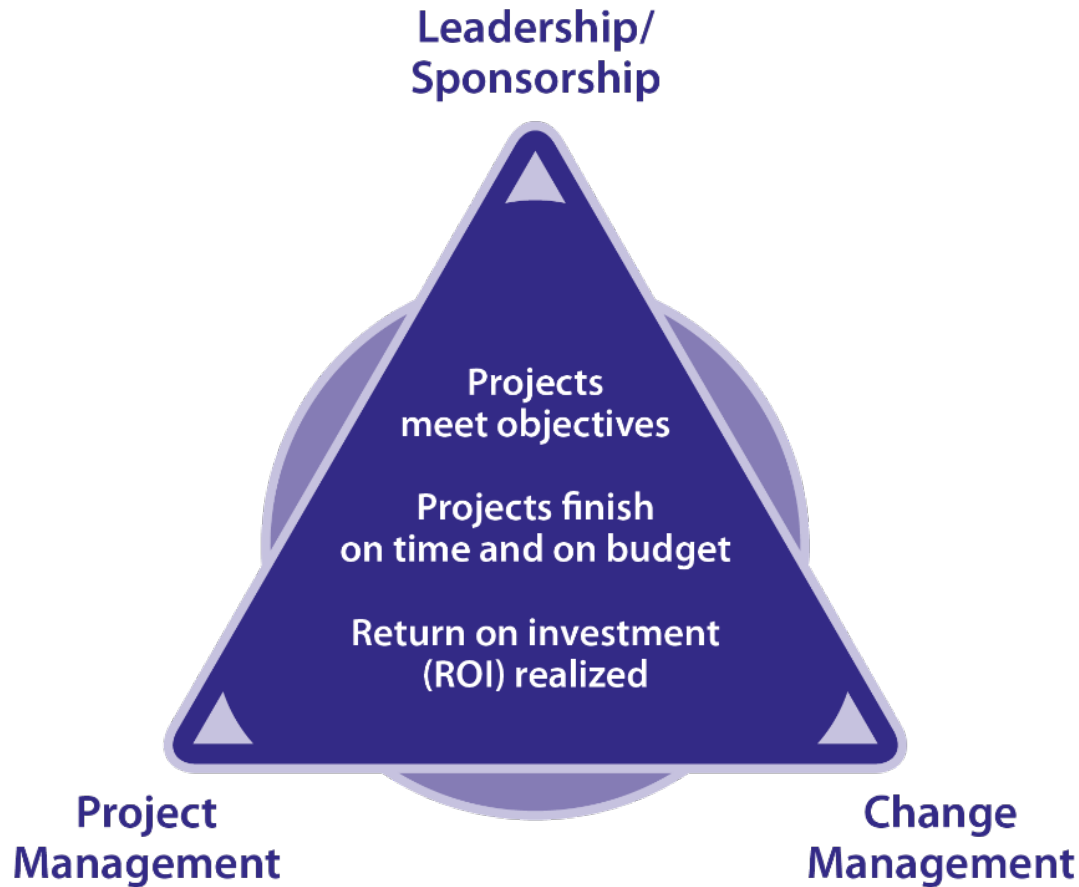 Leadership/
Sponsorship
Projects
meet objectives
Projects finish
on time and on budget
Return on investment
(ROI) realized
Project
Management
Change
Management